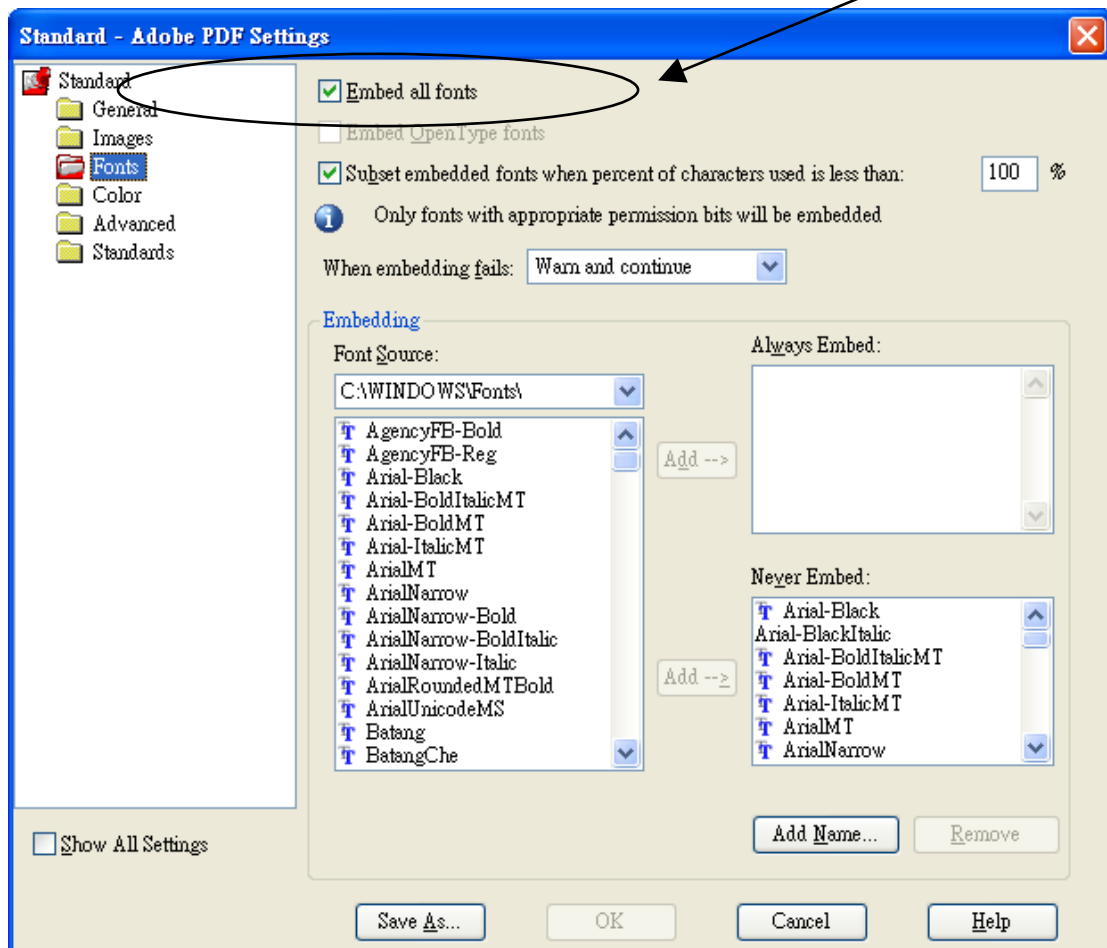 Standard - Adobe PDF Settings
Standard
General
Images
Fonts
Color
Advanced
Standards
Show All Settings
Embed all fonts
Embed OpenType fonts
Subset embedded fonts when percent of characters used is less than: 100 %
Only fonts with appropriate permission bits will be embedded
When embedding fails: Warn and continue
Embedding
Font Source:
C:\WINDOWS\Fonts\
AgencyFB-Bold
AgencyFB-Reg
Arial-Black
Arial-BoldItalicMT
Arial-BoldMT
Arial-ItalicMT
ArialMT
ArialNarrow
ArialNarrow-Bold
ArialNarrow-BoldItalic
ArialNarrow-Italic
ArialRoundedMTBold
ArialUnicodeMS
Batang
BatangChe
Add -->
Add -->
Always Embed:
Never Embed:
Arial-Black
Arial-BlackItalic
Arial-BoldItalicMT
Arial-BoldMT
Arial-ItalicMT
ArialMT
ArialNarrow
Add Name...
Remove
Save As...
OK
Cancel
Help